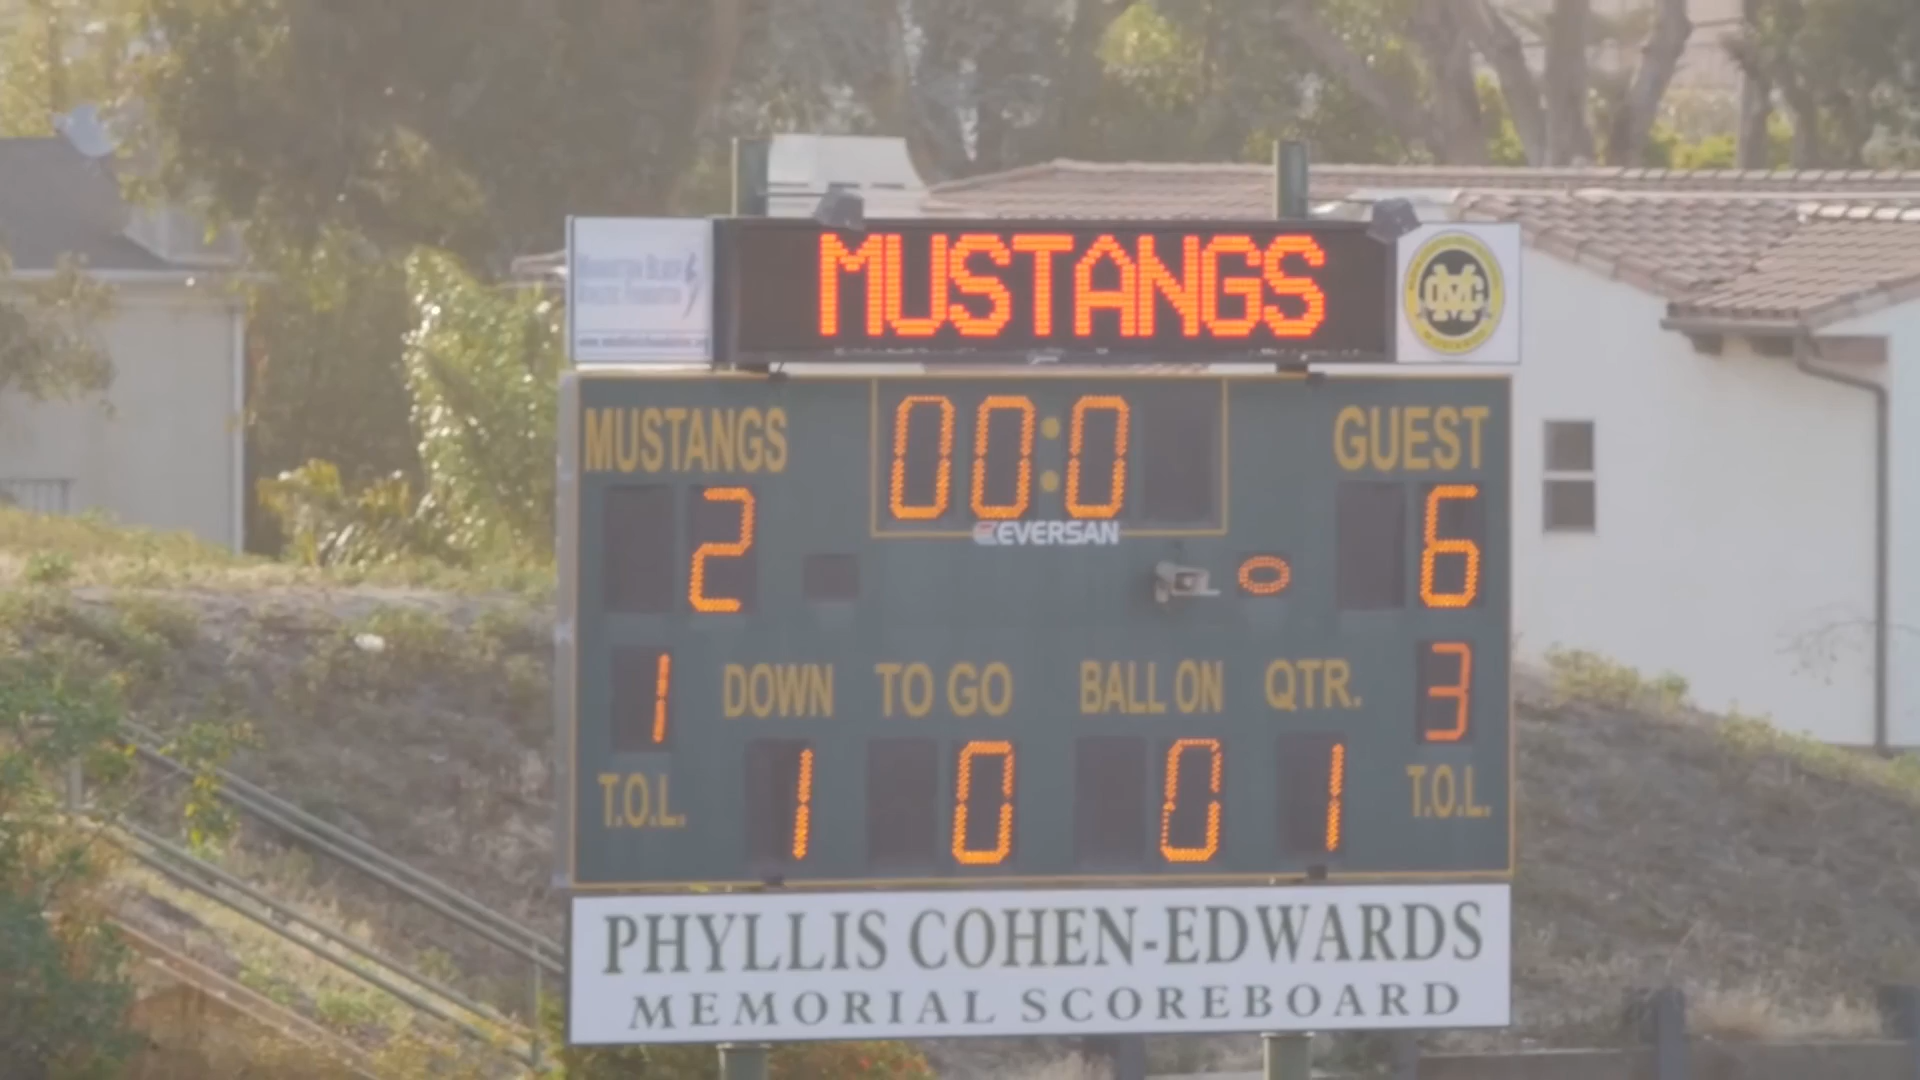 MUSTANGS
MUSTANGS
00:0
GUEST
2
EVERSAN
6
1
DOWN
TO GO
BALL ON
QTR.
3
T.O.L.
1
0
0
1
T.O.L.
PHYLLIS COHEN-EDWARDS
MEMORIAL SCOREBOARD